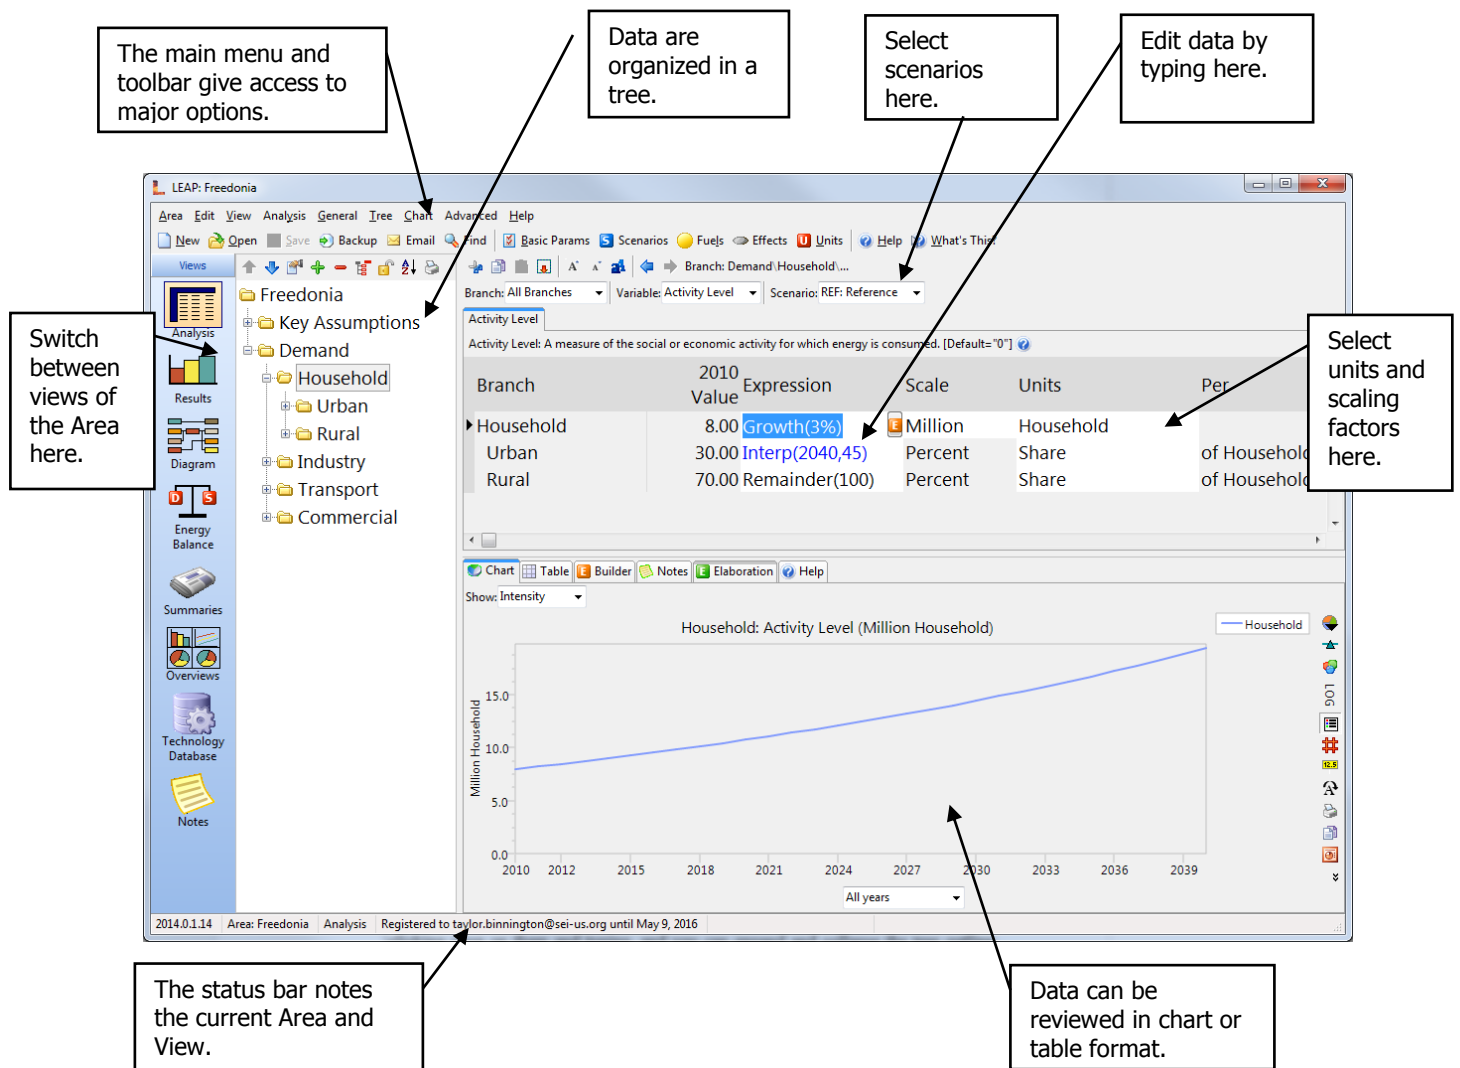 The main menu and
toolbar give access to
major options.
Data are
organized in a
tree.
Select
scenarios
here.
Edit data by
typing here.
LEAP: Freedonia
Area Edit View Analysis General Tree Chart Advanced Help
New Open Save Backup Email Find Basic Params Scenarios Fuels Effects Units Help What's This?
Views
Branch: Demand\Household\...
Branch: All Branches Variable: Activity Level Scenario: REF: Reference
Activity Level
Activity Level: A measure of the social or economic activity for which energy is consumed. [Default="0"]
Switch
between
views of
the Area
here.
Analysis
Results
Diagram
Energy
Balance
Summaries
Overviews
Technology
Database
Notes
Freedonia
Key Assumptions
Demand
Household
Urban
Rural
Industry
Transport
Commercial
Branch 2010 Value Expression Scale Units Per
Household 8.00 Growth(3%) E Million Household
Urban 30.00 Interp(2040,45) Percent Share of Household
Rural 70.00 Remainder(100) Percent Share of Household
Select
units and
scaling
factors
here.
Chart Table Builder Notes Elaboration Help
Show: Intensity
Household: Activity Level (Million Household)
Household
LOG
12.5
Million Household
15.0
10.0
5.0
0.0
2010 2012 2015 2018 2021 2024 2027 2030 2033 2036 2039
All years
2014.0.1.14 Area: Freedonia Analysis Registered to taylor.binnington@sei-us.org until May 9, 2016
The status bar notes
the current Area and
View.
Data can be
reviewed in chart or
table format.